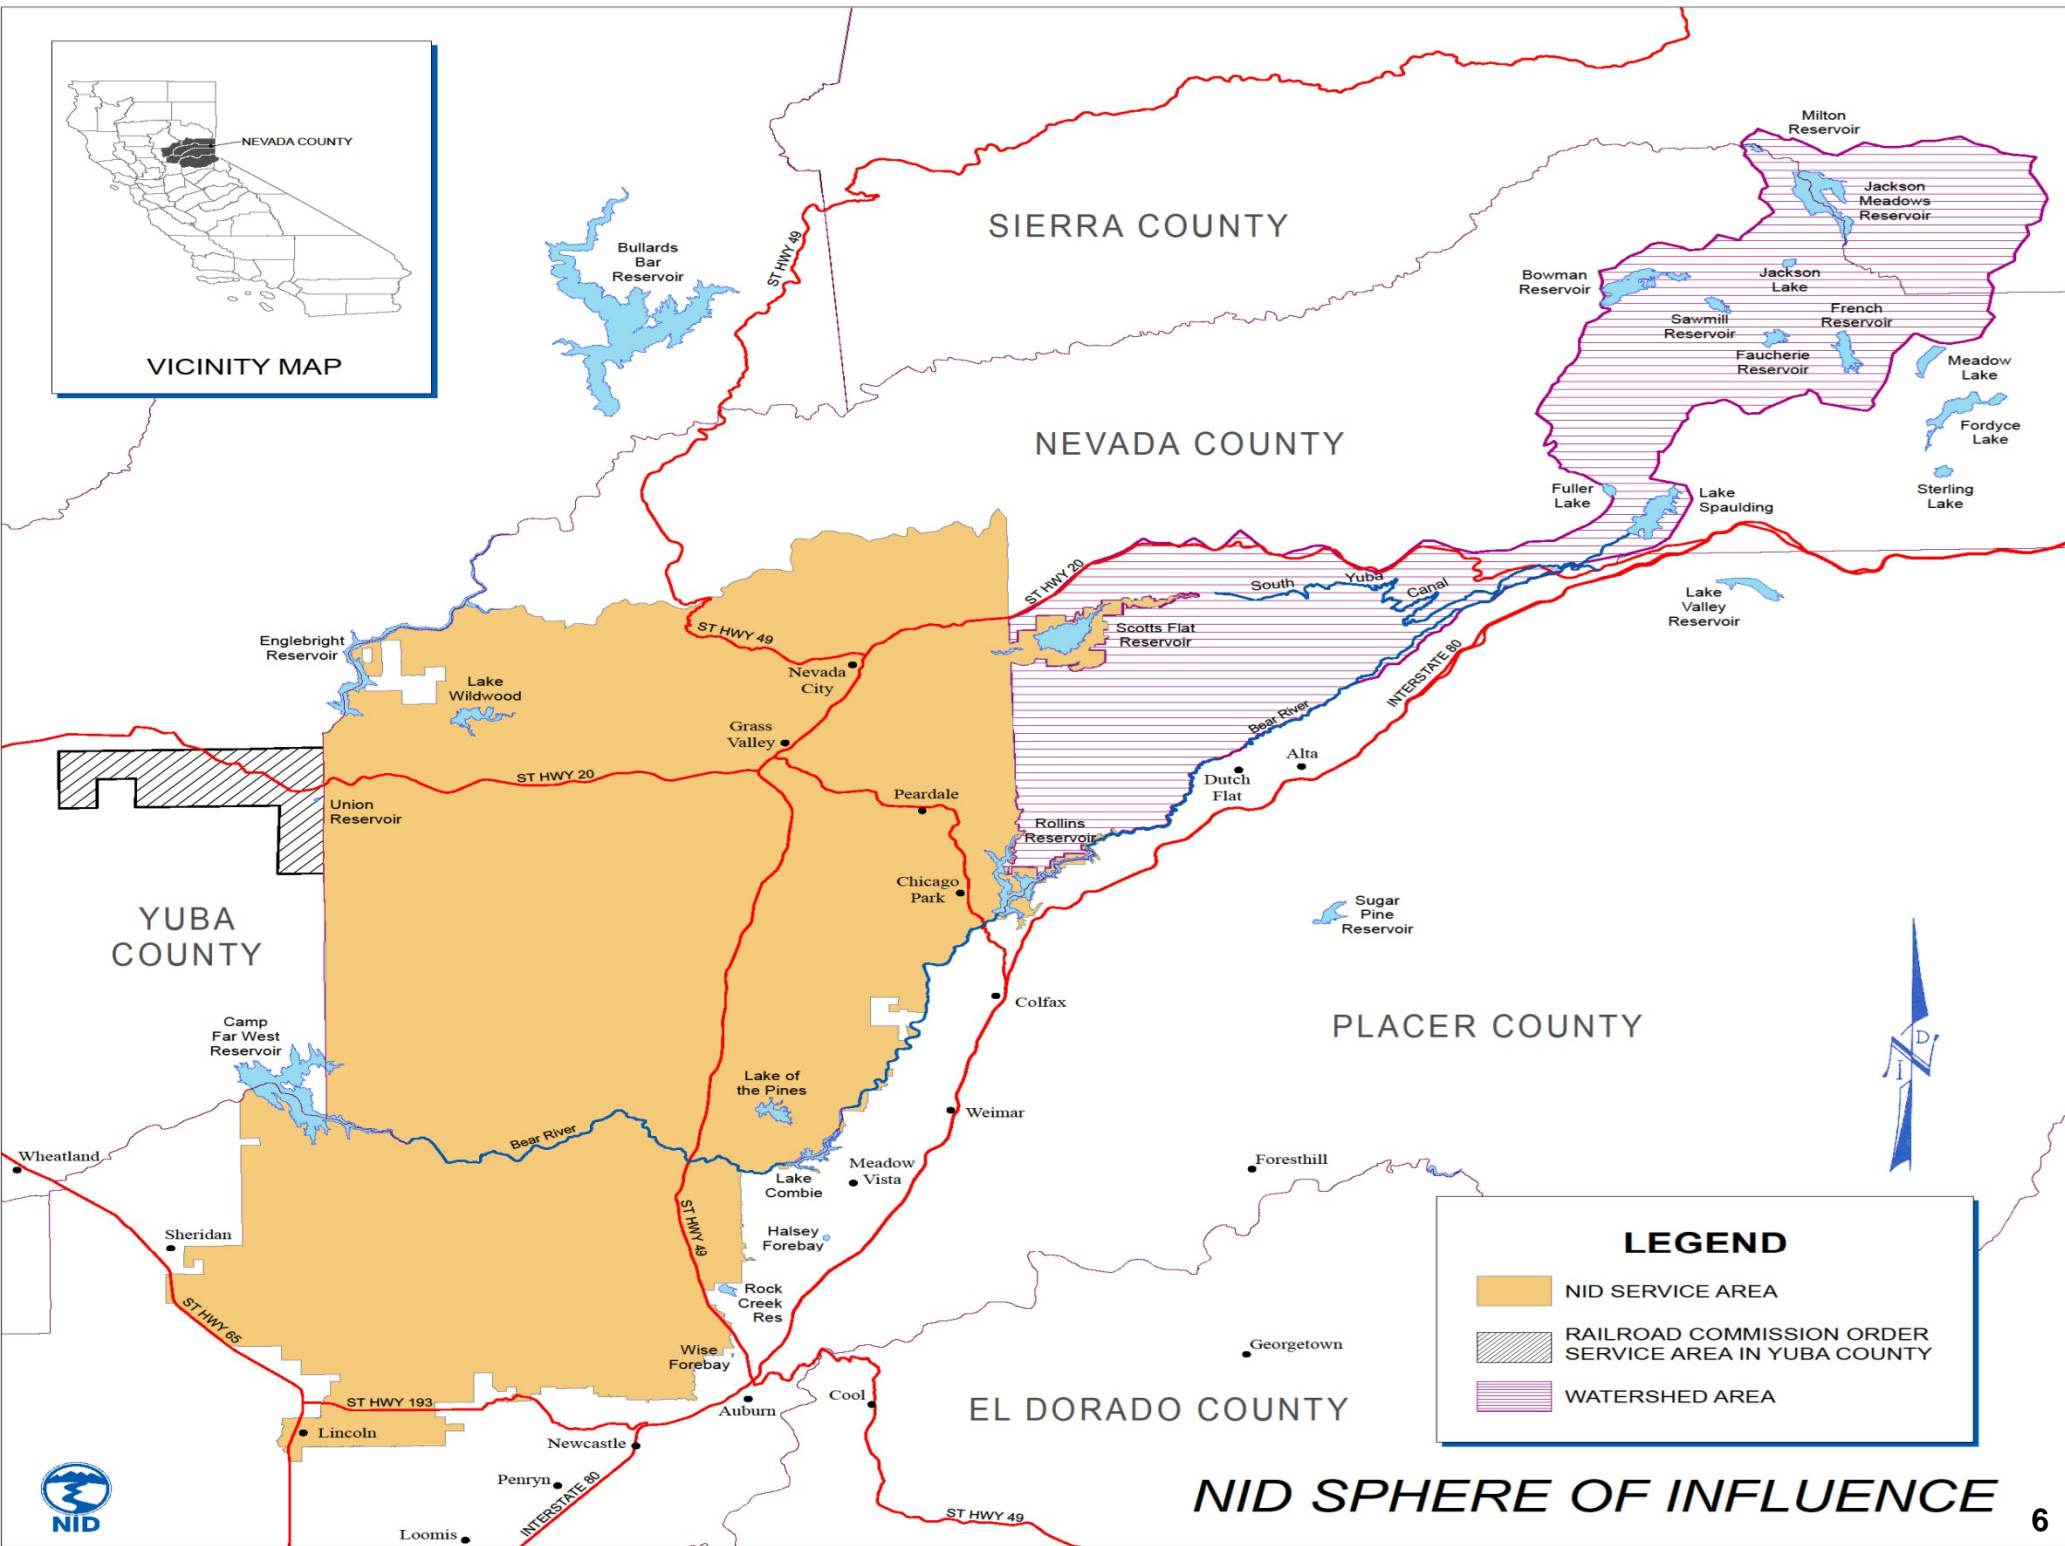 NEVADA COUNTY
VICINITY MAP
Milton
Reservoir
Jackson
Meadows
Reservoir
SIERRA COUNTY
ST HWY 49
Bullards
Bar
Reservoir
Bowman
Reservoir
Jackson
Lake
Sawmill
Reservoir
French
Reservoir
Faucherie
Reservoir
Meadow
Lake
Fordyce
Lake
NEVADA COUNTY
Sterling
Lake
Fuller
Lake
Lake
Spaulding
ST HWY 20
South
Yuba
Canal
Lake
Valley
Reservoir
Englebright
Reservoir
ST HWY 49
Scotts Flat
Reservoir
Lake
Wildwood
Nevada
City
INTERSTATE 80
Grass
Valley
Bear River
Alta
Dutch
Flat
ST HWY 20
Union
Reservoir
Peardale
Rollins
Reservoir
Chicago
Park
YUBA
COUNTY
Sugar
Pine
Reservoir
Colfax
PLACER COUNTY
Camp
Far West
Reservoir
N
I
D
Lake of
the Pines
Weimar
Bear River
Wheatland
Lake
Combie
Meadow
Vista
Foresthill
Sheridan
ST HWY 49
Halsey
Forebay
Rock
Creek
Res
ST HWY 65
Wise
Forebay
Georgetown
ST HWY 193
Auburn
Cool
EL DORADO COUNTY
Lincoln
Newcastle
Penryn
INTERSTATE 80
Loomis
ST HWY 49
LEGEND
NID SERVICE AREA
RAILROAD COMMISSION ORDER
SERVICE AREA IN YUBA COUNTY
WATERSHED AREA
NID
NID SPHERE OF INFLUENCE
6